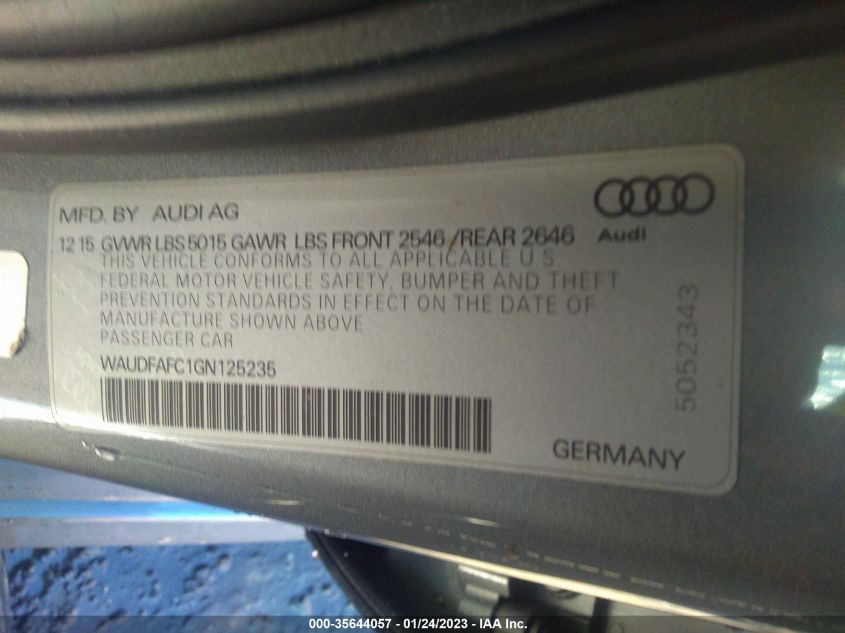 MFD. BY AUDI AG
Audi
12 15 GVWR LBS 5015 GAWR LBS FRONT 2546 /REAR 2646
THIS VEHICLE CONFORMS TO ALL APPLICABLE U S
FEDERAL MOTOR VEHICLE SAFETY, BUMPER AND THEFT
PREVENTION STANDARDS IN EFFECT ON THE DATE OF
MANUFACTURE SHOWN ABOVE
PASSENGER CAR
WAUDFAFC1GN125235
5052343
GERMANY
000-35644057 - 01/24/2023 - IAA Inc.